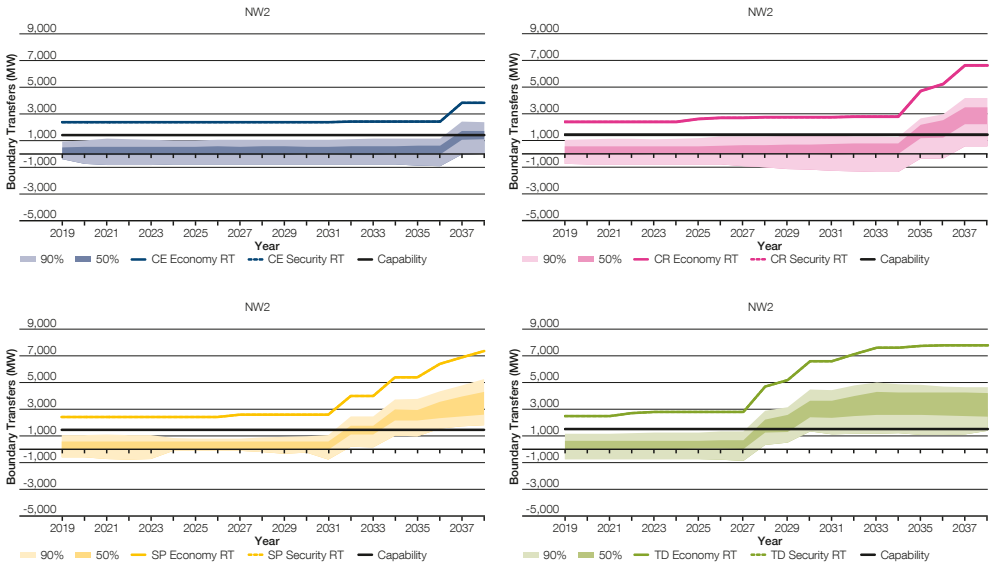 NW2
Boundary Transfers (MW)
9,000
7,000
5,000
3,000
1,000
-1,000
-3,000
-5,000
2019 2021 2023 2025 2027 2029 2031 2033 2035 2037
Year
90% 50% CE Economy RT CE Security RT Capability
NW2
Boundary Transfers (MW)
9,000
7,000
5,000
3,000
1,000
-1,000
-3,000
-5,000
2019 2021 2023 2025 2027 2029 2031 2033 2035 2037
Year
90% 50% CR Economy RT CR Security RT Capability
NW2
Boundary Transfers (MW)
9,000
7,000
5,000
3,000
1,000
-1,000
-3,000
-5,000
2019 2021 2023 2025 2027 2029 2031 2033 2035 2037
Year
90% 50% SP Economy RT SP Security RT Capability
NW2
Boundary Transfers (MW)
9,000
7,000
5,000
3,000
1,000
-1,000
-3,000
-5,000
2019 2021 2023 2025 2027 2029 2031 2033 2035 2037
Year
90% 50% TD Economy RT TD Security RT Capability